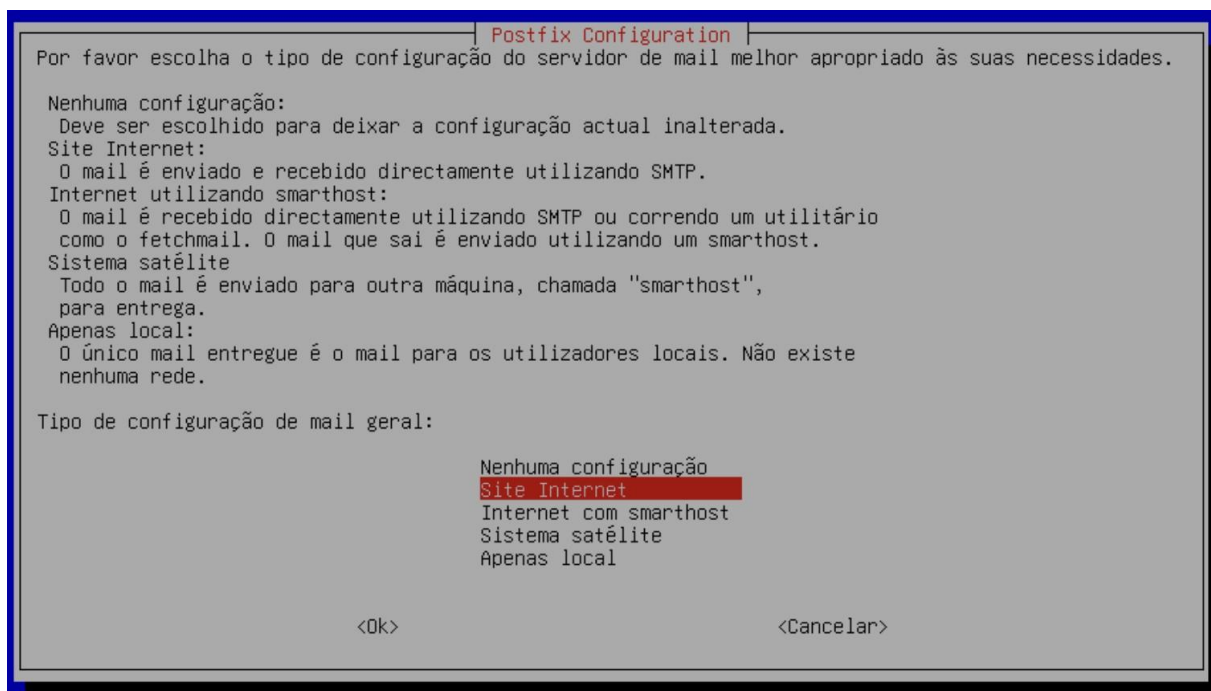 Postfix Configuration
Por favor escolha o tipo de configuração do servidor de mail melhor apropriado às suas necessidades.
Nenhuma configuração:
Deve ser escolhido para deixar a configuração actual inalterada.
Site Internet:
O mail é enviado e recebido directamente utilizando SMTP.
Internet utilizando smarthost:
O mail é recebido directamente utilizando SMTP ou correndo um utilitário
como o fetchmail. O mail que sai é enviado utilizando um smarthost.
Sistema satélite
Todo o mail é enviado para outra máquina, chamada "smarthost",
para entrega.
Apenas local:
O único mail entregue é o mail para os utilizadores locais. Não existe
nenhuma rede.
Tipo de configuração de mail geral:
Nenhuma configuração
Site Internet
Internet com smarthost
Sistema satélite
Apenas local
<Ok> <Cancelar>